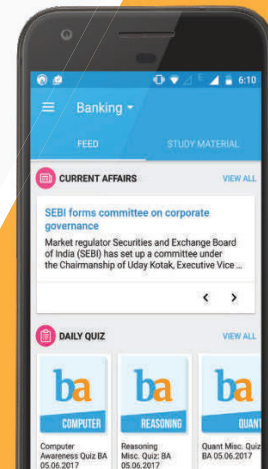 6:10
Banking
FEED
STUDY MATERIAL
CURRENT AFFAIRS
VIEW ALL
SEBI forms committee on corporate
governance
Market regulator Securities and Exchange Board
of India (SEBI) has set up a committee under
the Chairmanship of Uday Kotak, Executive Vice ...
DAILY QUIZ
VIEW ALL
ba
COMPUTER
Computer
Awareness Quiz BA
05.06.2017
ba
REASONING
Reasoning
Misc. Quiz: BA
05.06.2017
ba
QUANT
Quant Misc. Quiz
BA 05.06.2017